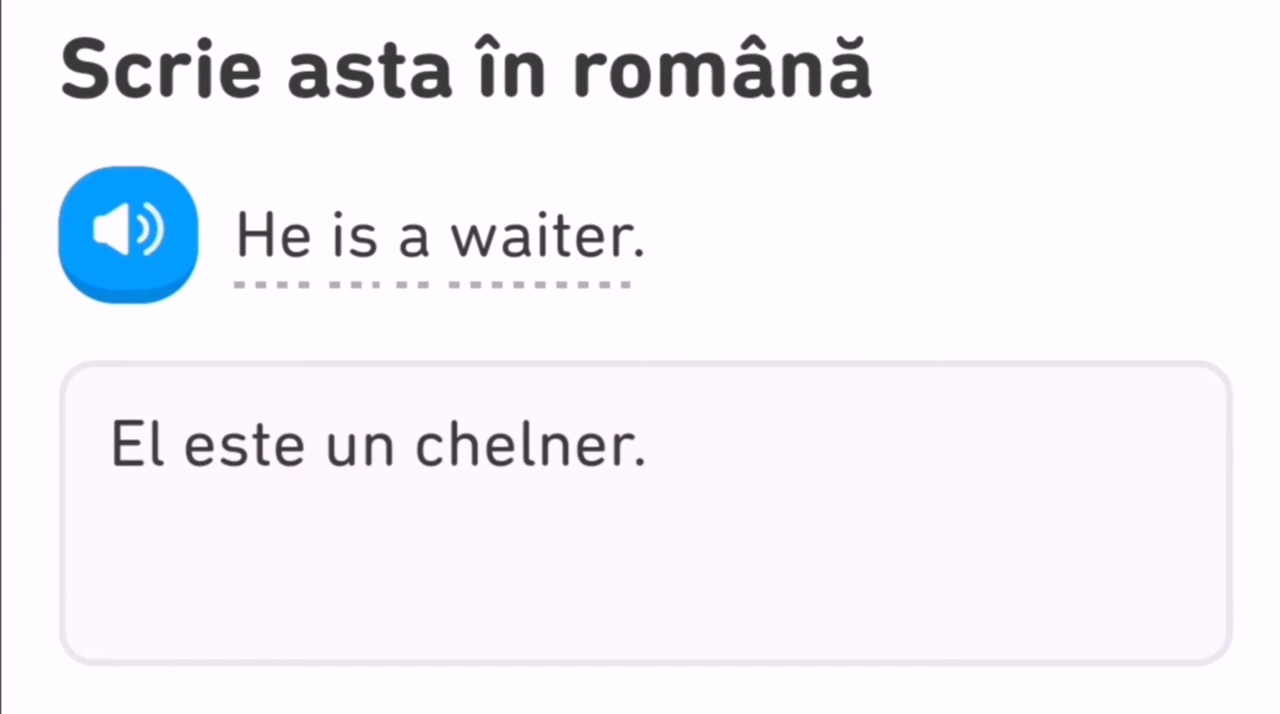 Scrie asta în română
He is a waiter.
El este un chelner.